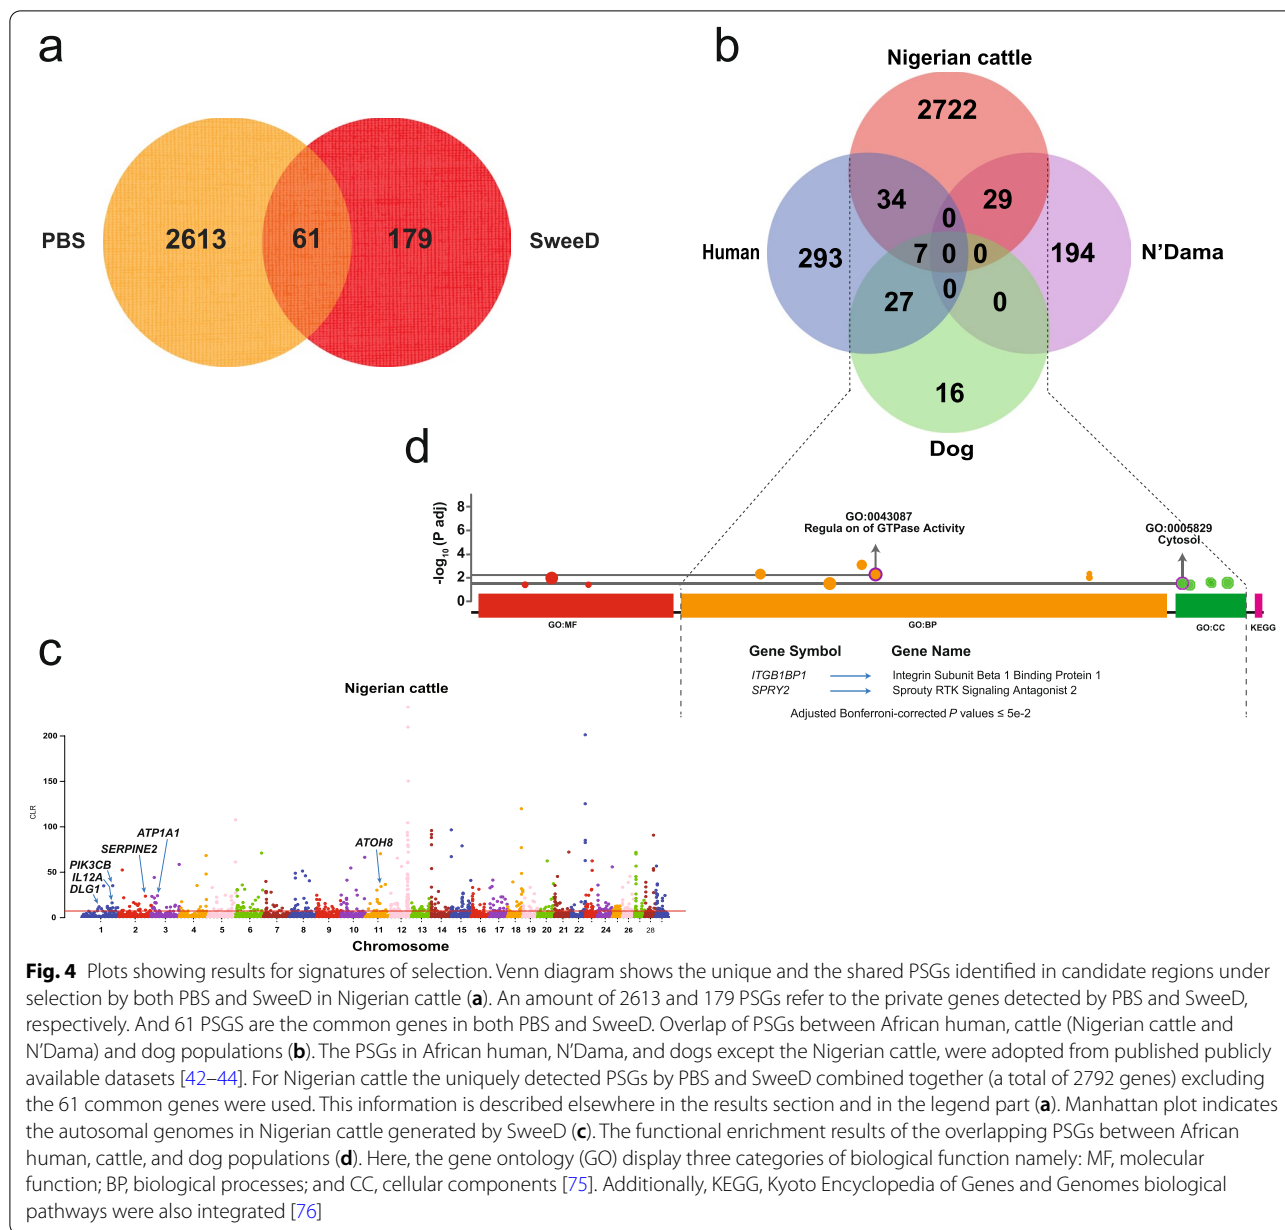 a
PBS
2613
61
179
SweeD
b
Nigerian cattle
2722
34
29
0
Human
293
7
0
0
194
N'Dama
0
27
0
16
Dog
d
-log10 (P adj)
8
6
4
2
0
GO:0043087
Regula on of GTPase Activity
GO:0005829
Cytosol
GO:MF
GO:BP
GO:CC
KEGG
Gene Symbol Gene Name
ITGB1BP1 Integrin Subunit Beta 1 Binding Protein 1
SPRY2 Sprouty RTK Signaling Antagonist 2
Adjusted Bonferroni-corrected P values ≤ 5e-2
c
Nigerian cattle
CLR
200
150
100
50
0
PIK3CB
IL12A
DLG1
SERPINE2
ATP1A1
ATOH8
1 2 3 4 5 6 7 8 9 10 11 12 13 14 15 16 17 18 19 20 21 22 24 26 28
Chromosome
Fig. 4 Plots showing results for signatures of selection. Venn diagram shows the unique and the shared PSGs identified in candidate regions under
selection by both PBS and SweeD in Nigerian cattle (a). An amount of 2613 and 179 PSGs refer to the private genes detected by PBS and SweeD,
respectively. And 61 PSGS are the common genes in both PBS and SweeD. Overlap of PSGs between African human, cattle (Nigerian cattle and
N'Dama) and dog populations (b). The PSGs in African human, N'Dama, and dogs except the Nigerian cattle, were adopted from published publicly
available datasets [42–44]. For Nigerian cattle the uniquely detected PSGs by PBS and SweeD combined together (a total of 2792 genes) excluding
the 61 common genes were used. This information is described elsewhere in the results section and in the legend part (a). Manhattan plot indicates
the autosomal genomes in Nigerian cattle generated by SweeD (c). The functional enrichment results of the overlapping PSGs between African
human, cattle, and dog populations (d). Here, the gene ontology (GO) display three categories of biological function namely: MF, molecular
function; BP, biological processes; and CC, cellular components [75]. Additionally, KEGG, Kyoto Encyclopedia of Genes and Genomes biological
pathways were also integrated [76]